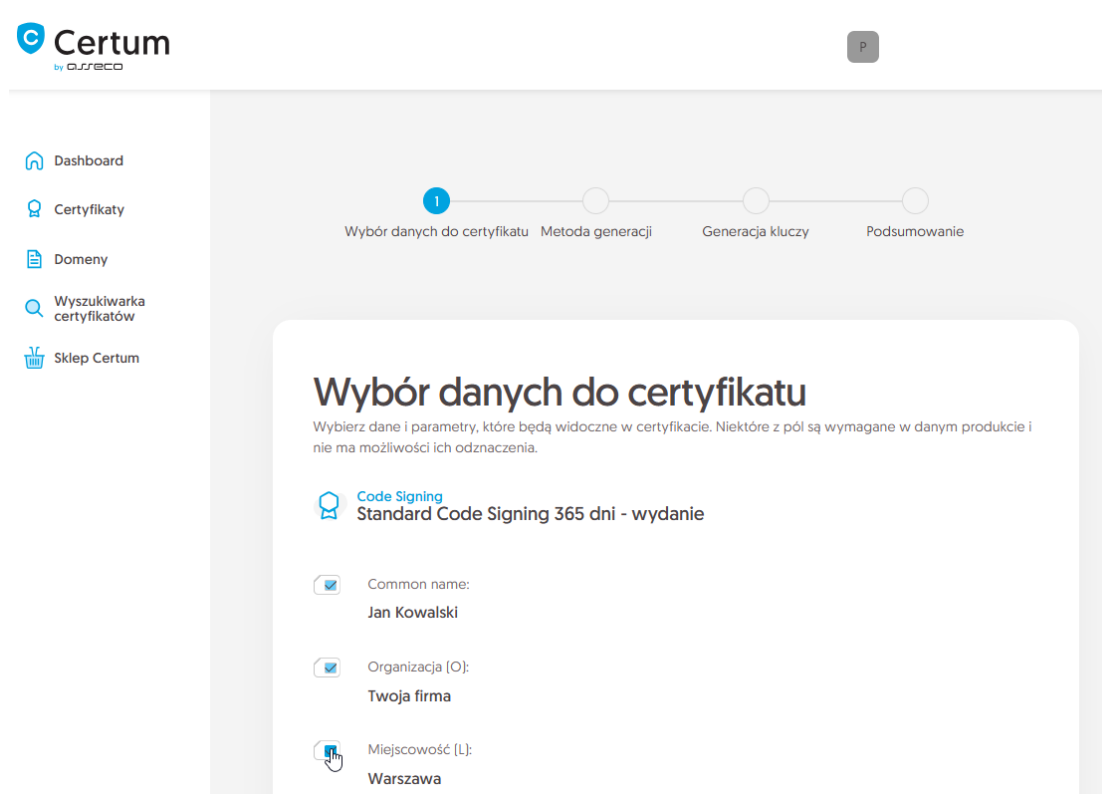 Certum
by asseco
P
Dashboard
Certyfikaty
Domeny
Wyszukiwarka
certyfikatów
Sklep Certum
1
Wybór danych do certyfikatu
Metoda generacji
Generacja kluczy
Podsumowanie
Wybór danych do certyfikatu
Wybierz dane i parametry, które będą widoczne w certyfikacie. Niektóre z pól są wymagane w danym produkcie i
nie ma możliwości ich odznaczenia.
Code Signing
Standard Code Signing 365 dni - wydanie
Common name:
Jan Kowalski
Organizacja (O):
Twoja firma
Miejscowość (L):
Warszawa